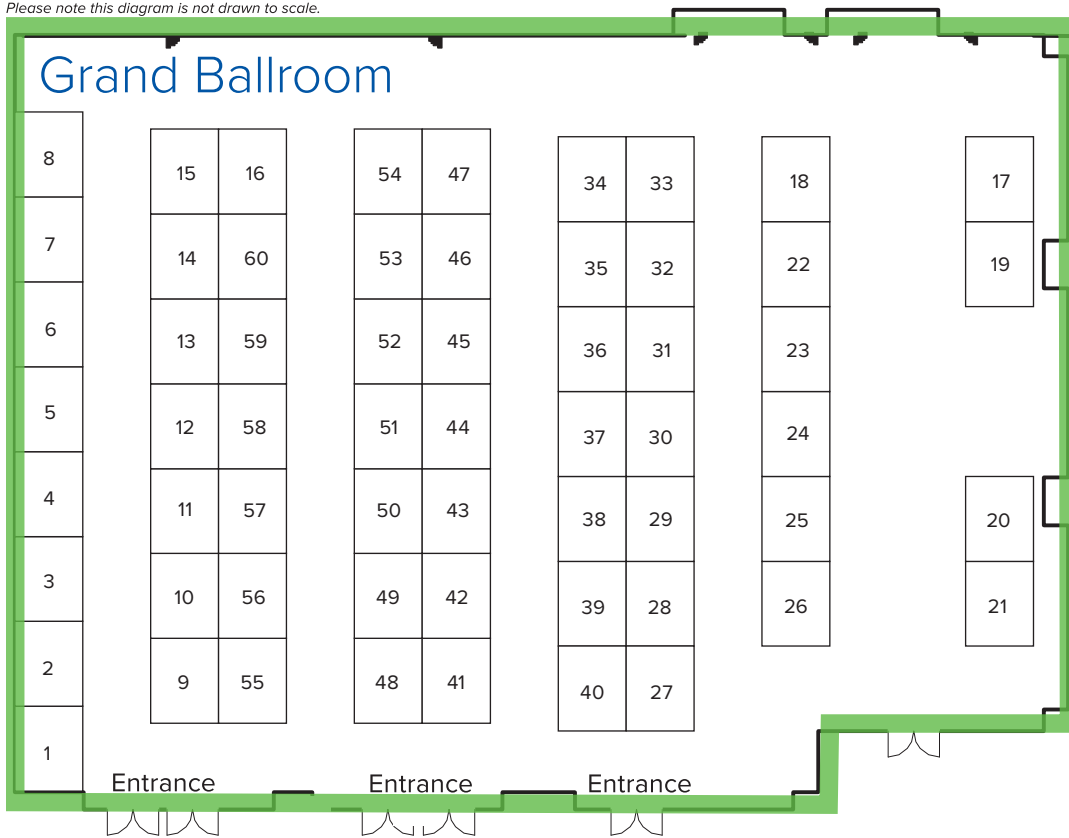 Please note this diagram is not drawn to scale.
Grand Ballroom
8 15 16 54 47 34 33 18 17
7 14 60 53 46 35 32 22 19
6 13 59 52 45 36 31 23
5 12 58 51 44 37 30 24
4 11 57 50 43 38 29 25 20
3 10 56 49 42 39 28 26 21
2 9 55 48 41 40 27
1
Entrance Entrance Entrance